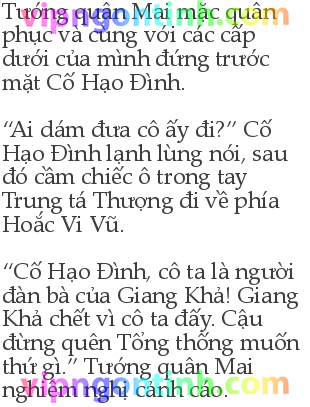 Tướng quân Mai mặc quân
vipngontinh.com
phục và cùng với các cấp
dưới của mình đứng trước
mặt Cố Hạo Đình.
“Ai dám đưa cô ấy đi?” Cố
Hạo Đình lạnh lùng nói, sau
đó cầm chiếc ô trong tay
Trung tá Thượng đi về phía
Hoắc Vi Vũ.
“Cố Hạo Đình, cô ta là người
đàn bà của Giang Khả! Giang
Khả chết vì cô ta đấy. Cậu
đừng quên Tổng thống muốn
thứ gì.” Tướng quân Mai
nghiêm nghị cảnh cáo.
vipngontinh.com